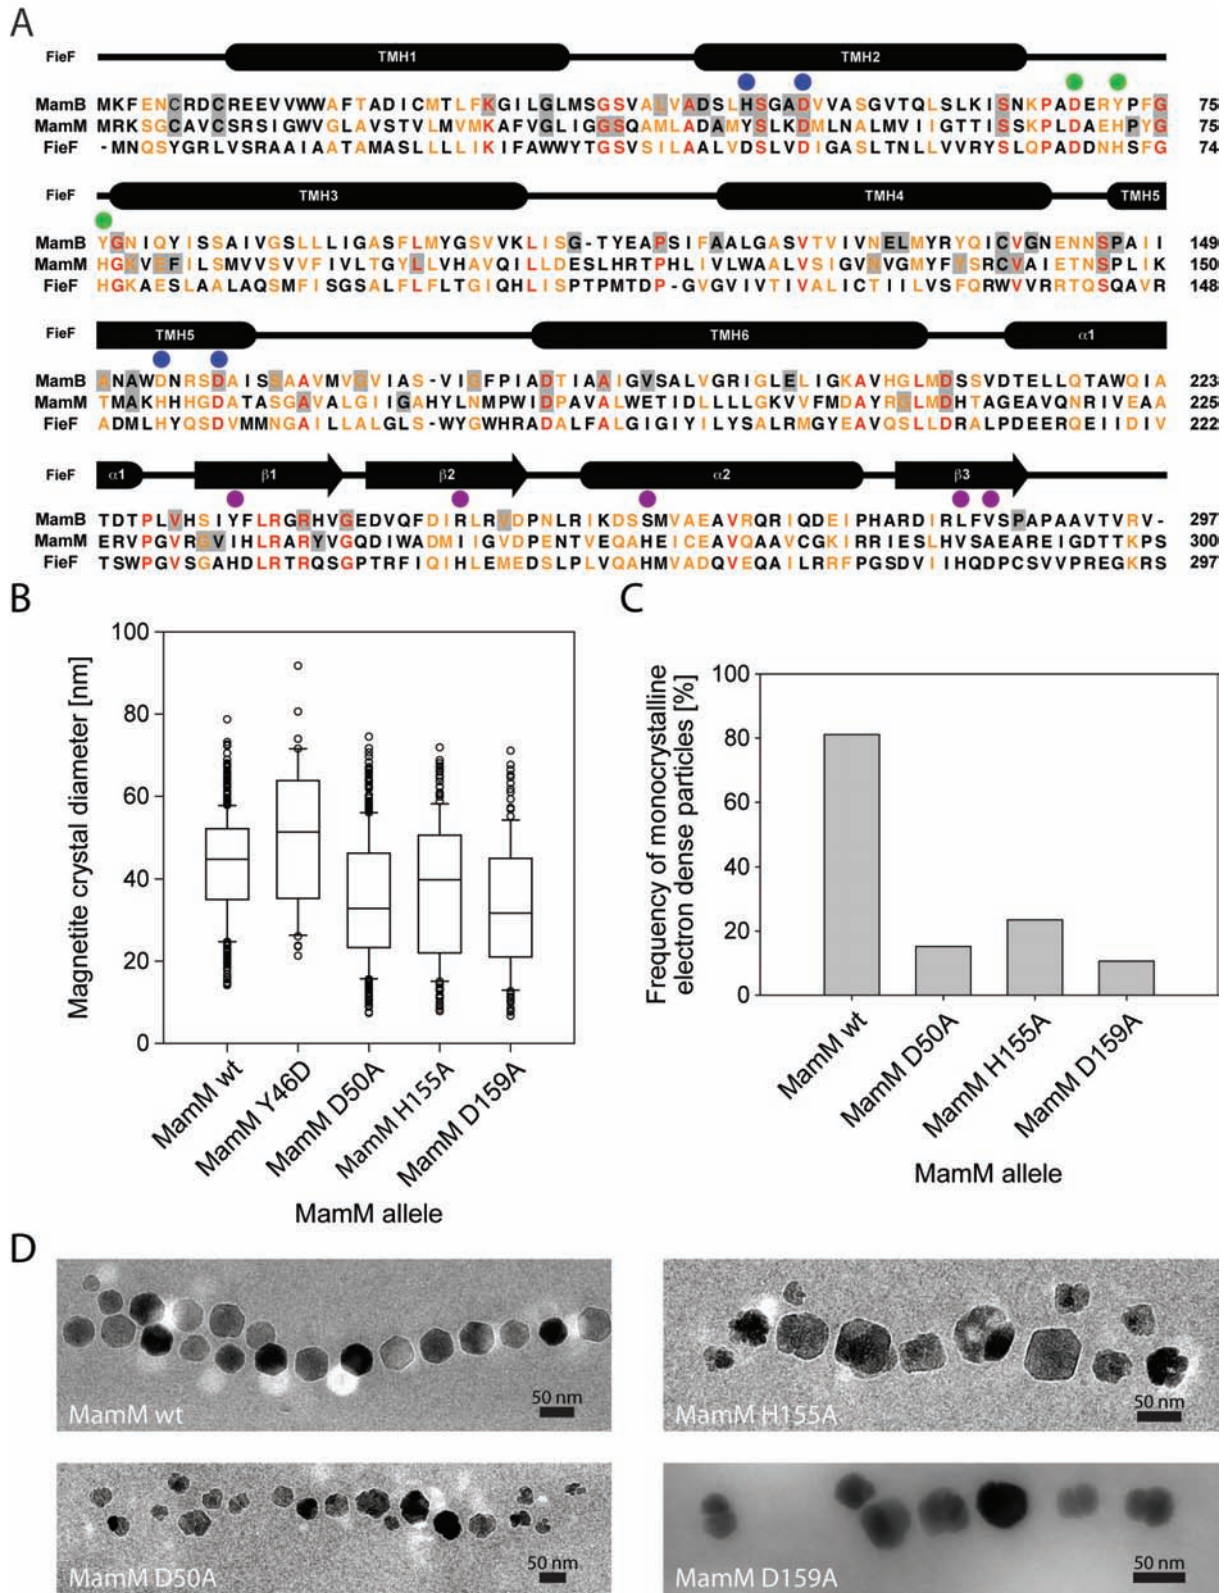 A
FieF TMH1 TMH2
MamB MKFENCRDCREEVVWWAFTADICMTLFKGILGLMSGSVALVADSLHSGADVVASGVTQLSLKISNKPADERYPFG 75
MamM MRKSGCAVCSRSIGWVGLAVSTVLMVMKAFVGLIGGSQAMLADAMYSLKDMLNALMVIIGTTISSKPLDAEHPYG 75
FieF -MNQSYGRLVSRAAIAATAMASLLLLIKIFAWWYTGSVSILAALVDSLVDIGASLTNLLVVRYSLQPADDNHSFG 74
FieF TMH3 TMH4 TMH5
MamB YGNIQYISSAIVGSLLLIGASFLMYGSVVKLISG-TYEAPSIFAALGASVTVIVNELMYRYQICVGNENNSPAII 149
MamM HGKVEFILSMVVSVVFIVLTGYLLVHAVQILLDESLHRTPHLIVLWAALVSIGVNVGMYFYSRCVAIETNSPLIK 150
FieF HGKAESLAALAQSMFISGSALFLFLTGIQHLISPTPMTDP-GVGVIVTIVALICTIILVSFQRWVVRRTQSQAVR 148
FieF TMH5 TMH6 α1
MamB ANAWDNRSDAISSAAVMVGVIAS-VIGFPIADTIAAIGVSALVGRIGLELIGKAVHGLMDSSVDTELLQTAWQIA 223
MamM TMAKHHHGDATASGAVALGIIGAHYLNMPWIDPAVALWETIDLLLLGKVVFMDAYRGLMDHTAGEAVQNRIVEAA 225
FieF ADMLHYQSDVMMNGAILLALGLS-WYGWHRADALFALGIGIYILYSALRMGYEAVQSLLDRALPDEERQEIIDIV 222
FieF α1 β1 β2 α2 β3
MamB TDTPLVHSIYFLRGRHVGEDVQFDIRLRVDPNLRIKDSSMVAEAVRQRIQDEIPHARDIRLFVSPAPAAVTVRV- 297
MamM ERVPGVRGVIHLRARYVGQDIWADMIIGVDPENTVEQAHEICEAVQAAVCGKIRRIESLHVSAEAREIGDTTKPS 300
FieF TSWPGVSGAHDLRTRQSGPTRFIQIHLEMEDSLPLVQAHMVADQVEQAILRRFPGSDVIIHQDPCSVVPREGKRS 297
B
Magnetite crystal diameter [nm]
100
80
60
40
20
0
MamM wt
MamM Y46D
MamM D50A
MamM H155A
MamM D159A
MamM allele
C
Frequency of monocrystalline
electron dense particles [%]
100
80
60
40
20
0
MamM wt
MamM D50A
MamM H155A
MamM D159A
MamM allele
D
MamM wt
50 nm
MamM H155A
50 nm
MamM D50A
50 nm
MamM D159A
50 nm